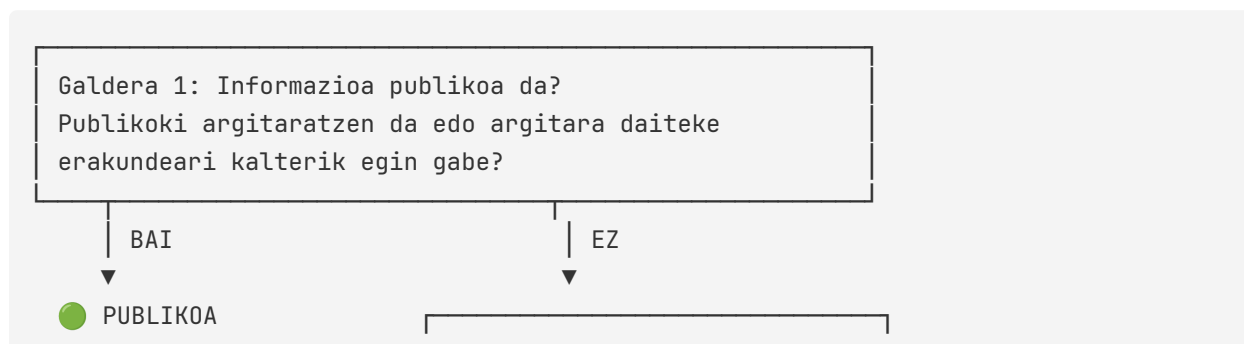 Galdera 1: Informazioa publikoa da?
Publikoki argitaratzen da edo argitara daiteke
erakundeari kalterik egin gabe?
BAI EZ
PUBLIKOA